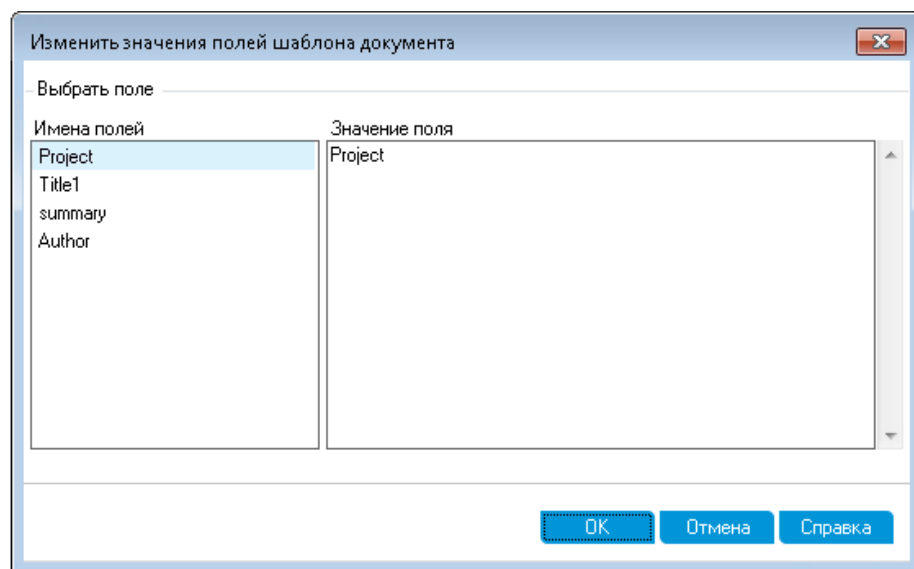 Изменить значения полей шаблона документа
Выбрать поле
Имена полей
Значение поля
Project
Project
Title1
summary
Author
OK
Отмена
Справка